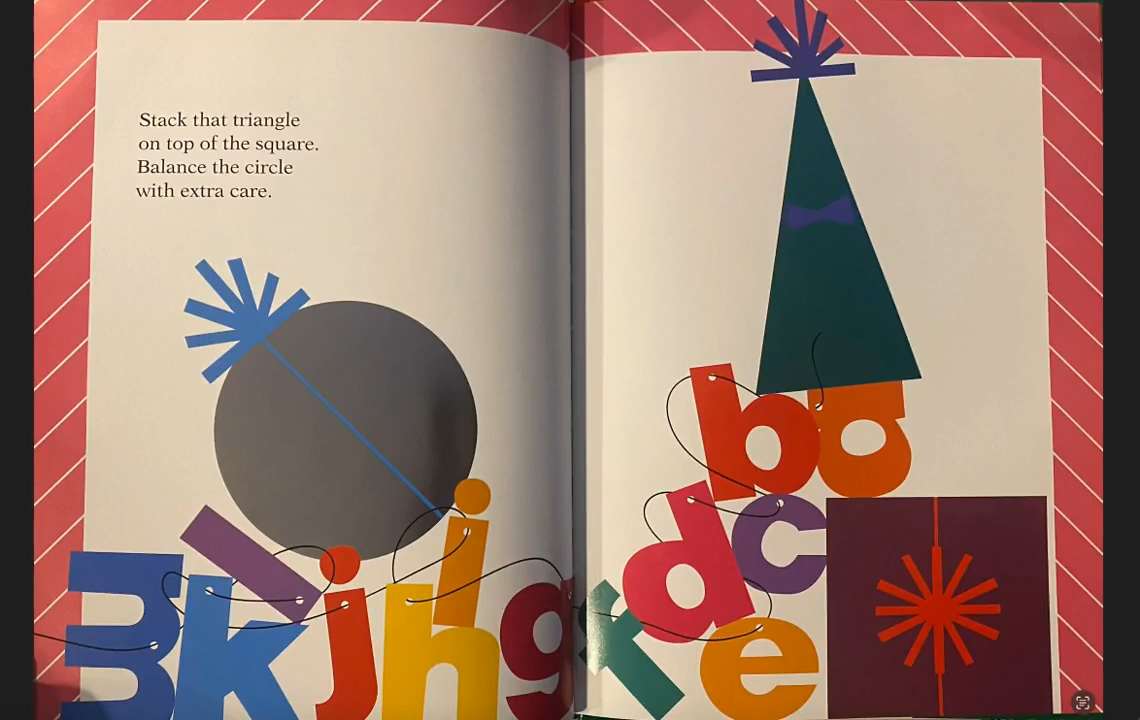 Stack that triangle
on top of the square.
Balance the circle
with extra care.
m
k
l
j
i
h
g
f
e
d
c
b
a